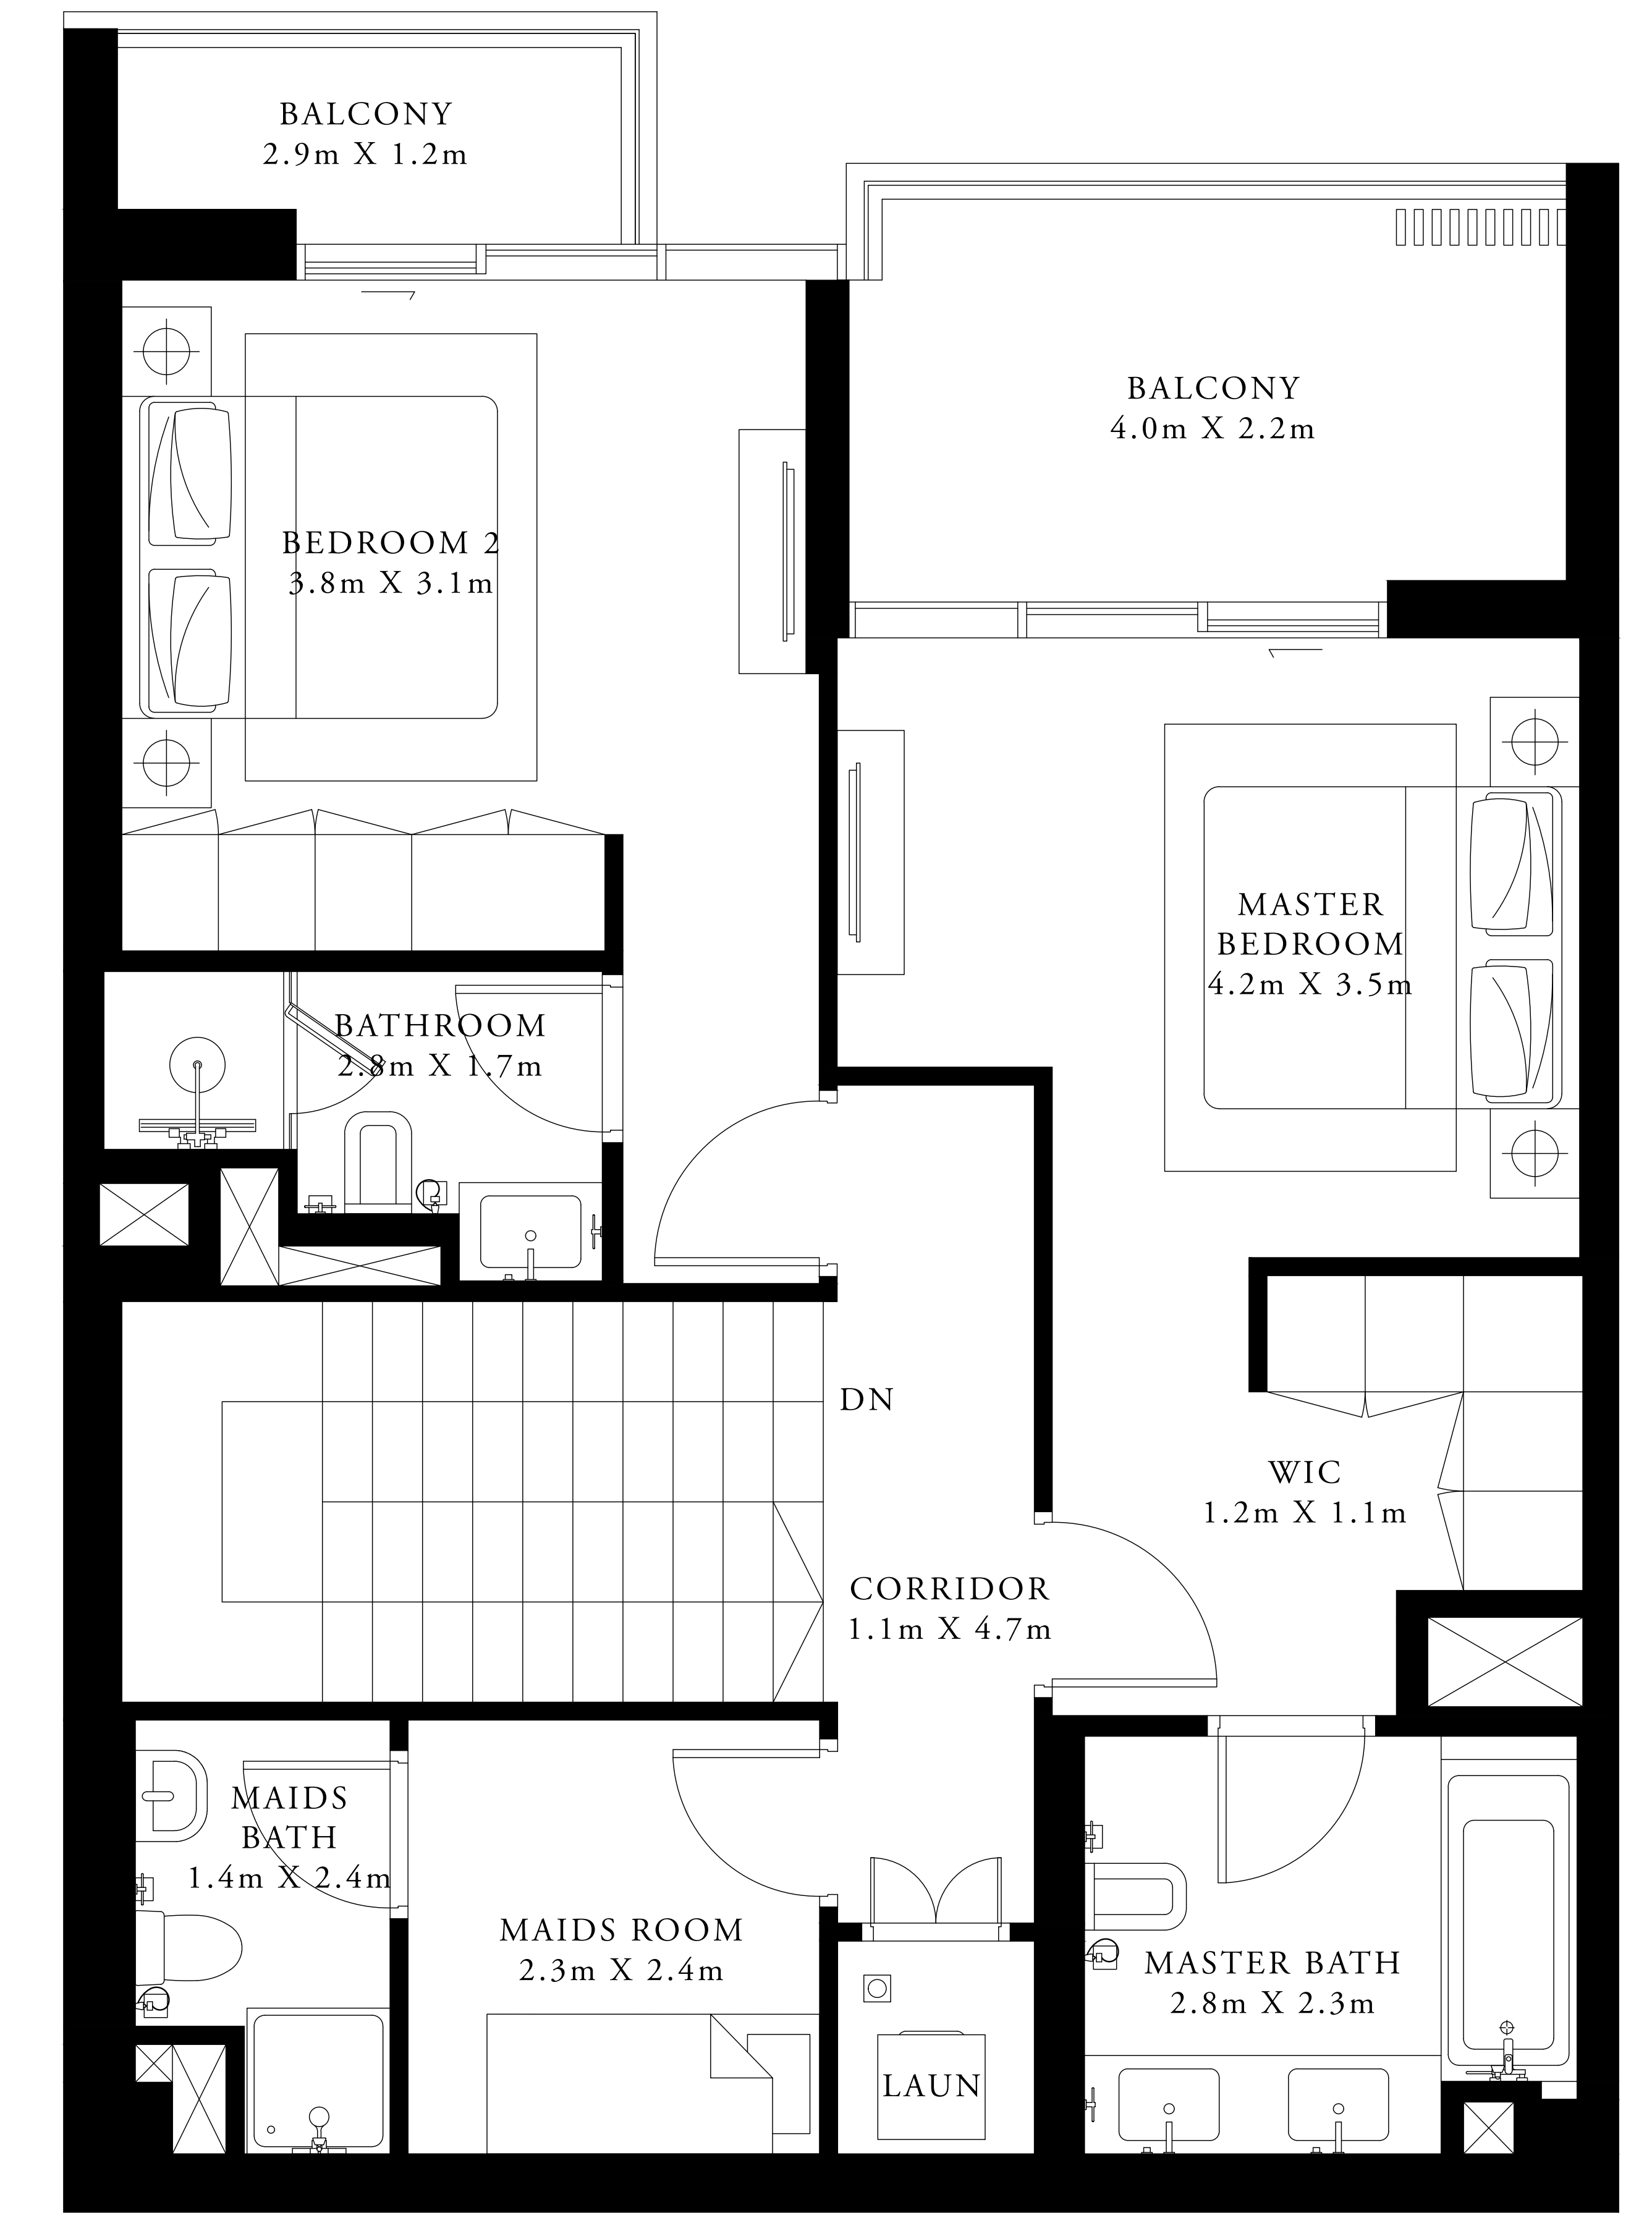 BALCONY
2.9m X 1.2m
BALCONY
4.0m X 2.2m
BEDROOM 2
3.8m X 3.1m
MASTER
BEDROOM
4.2m X 3.5m
BATHROOM
2.8m X 1.7m
DN
WIC
1.2m X 1.1m
CORRIDOR
1.1m X 4.7m
MAIDS
BATH
1.4m X 2.4m
MAIDS ROOM
2.3m X 2.4m
MASTER BATH
2.8m X 2.3m
LAUN